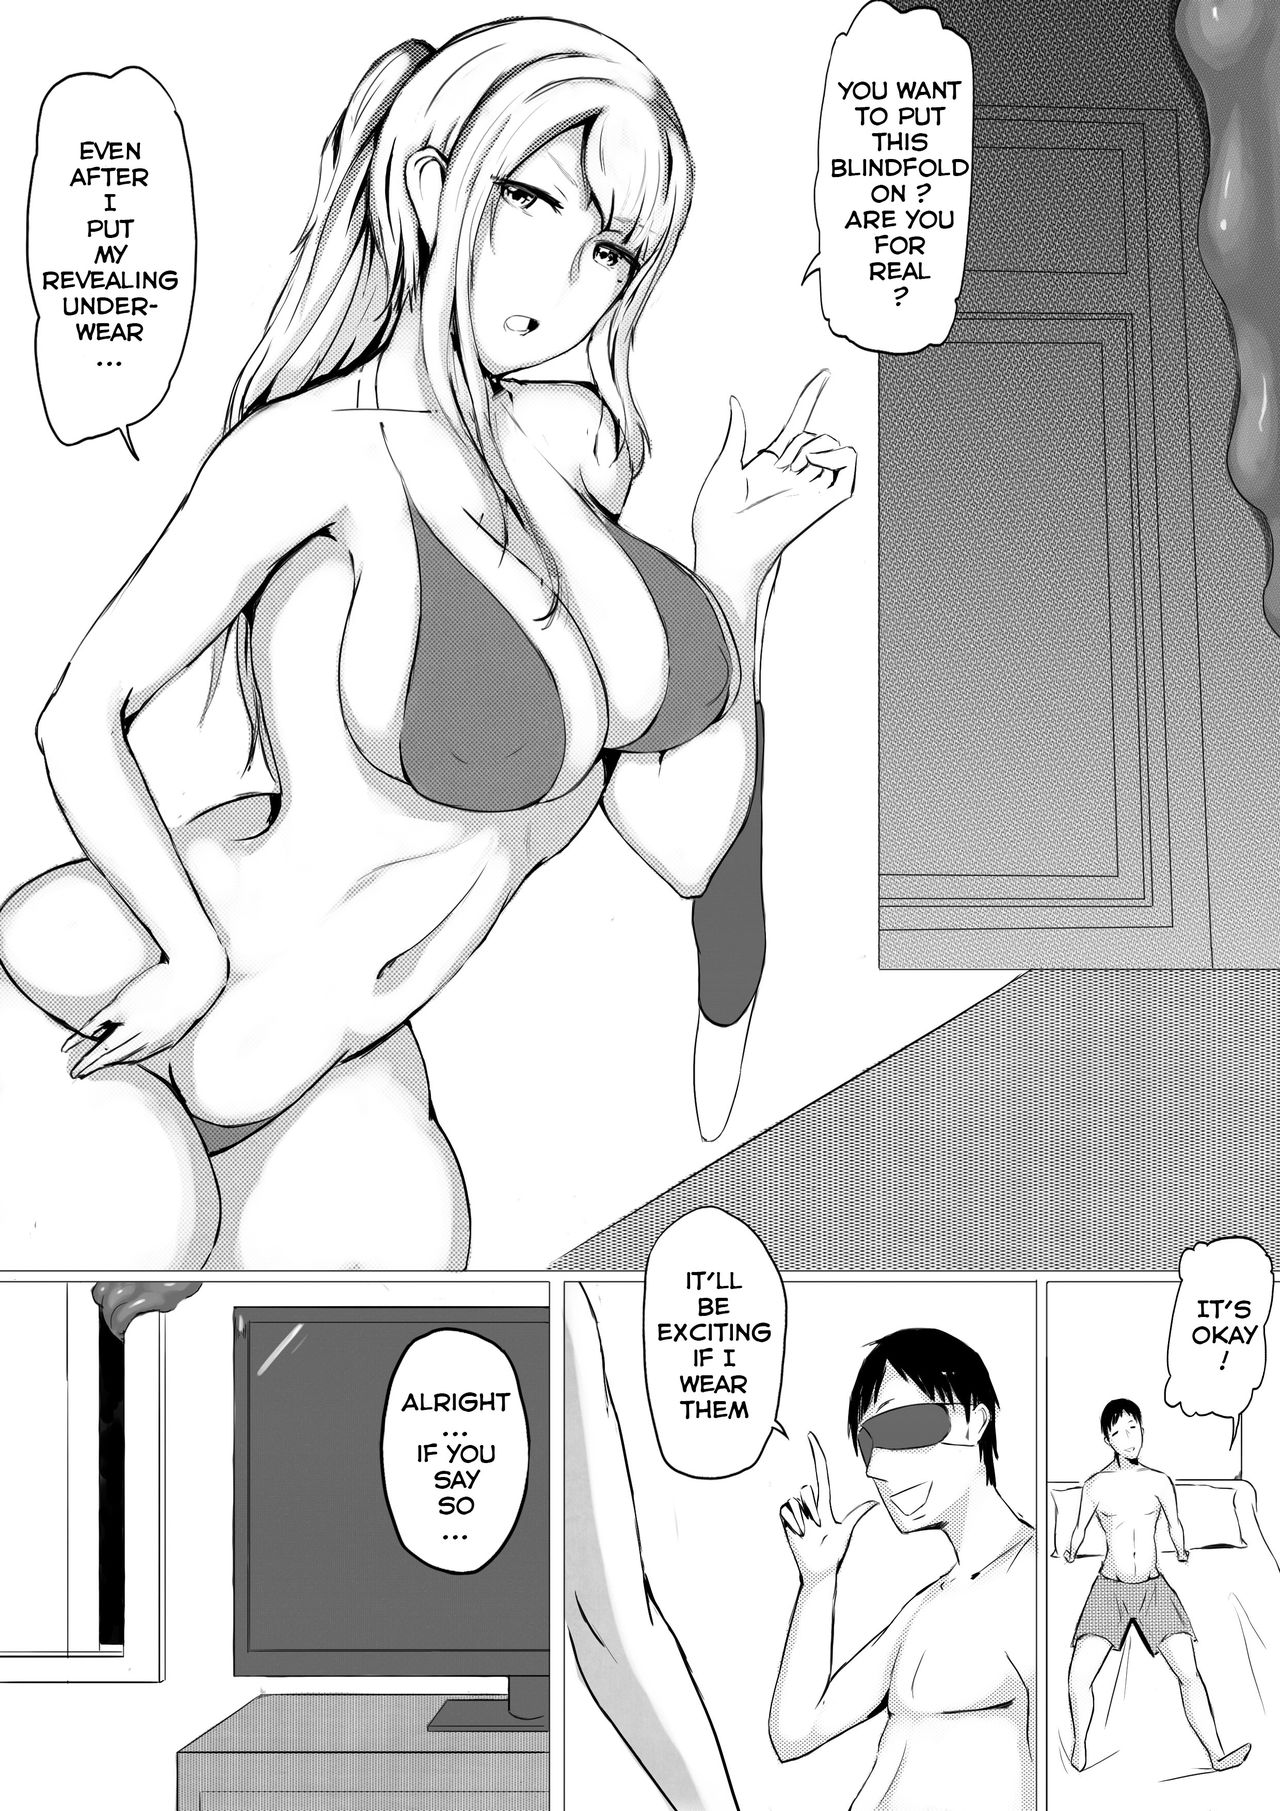 YOU WANT
TO PUT
THIS
BLINDFOLD
ON ?
ARE YOU
FOR
REAL
?
EVEN
AFTER
I
PUT
MY
REVEALING
UNDER-
WEAR
...
IT'S
OKAY
!
IT'LL
BE
EXCITING
IF I
WEAR
THEM
ALRIGHT
...
IF YOU
SAY
SO
...